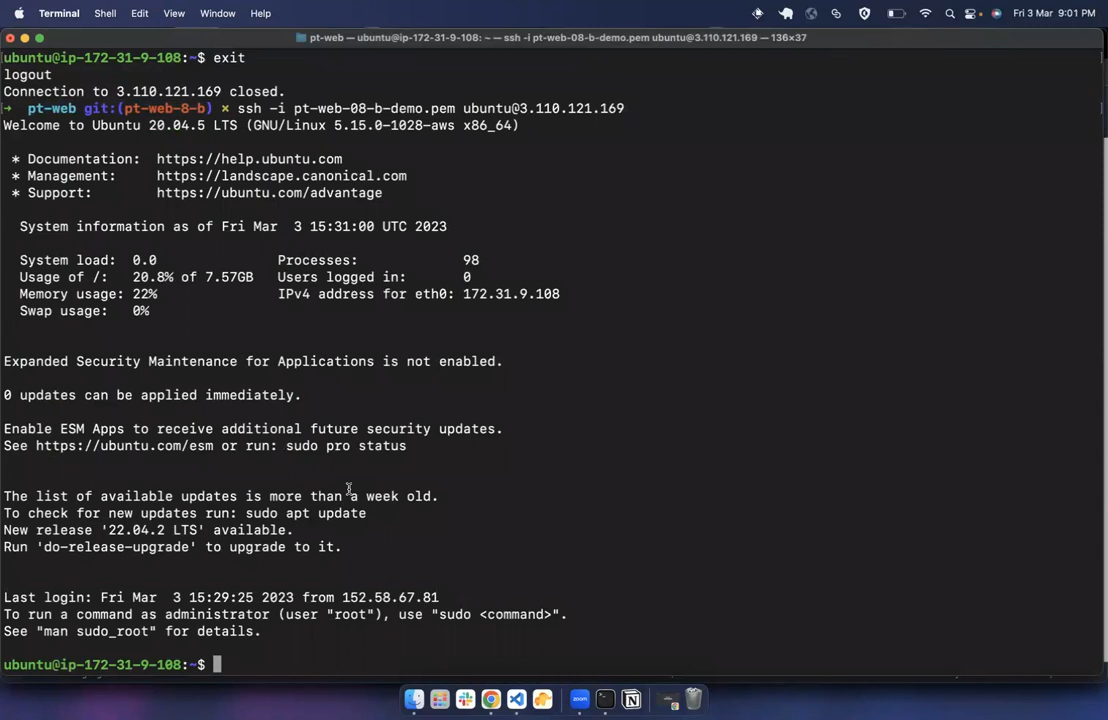 Terminal Shell Edit View Window Help Fri 3 Mar 9:01 PM
pt-web — ubuntu@ip-172-31-9-108: ~ — ssh -i pt-web-08-b-demo.pem ubuntu@3.110.121.169 — 136×37
ubuntu@ip-172-31-9-108:~$ exit
logout
Connection to 3.110.121.169 closed.
→ pt-web git:(pt-web-8-b) × ssh -i pt-web-08-b-demo.pem ubuntu@3.110.121.169
Welcome to Ubuntu 20.04.5 LTS (GNU/Linux 5.15.0-1028-aws x86_64)
* Documentation: https://help.ubuntu.com
* Management: https://landscape.canonical.com
* Support: https://ubuntu.com/advantage
System information as of Fri Mar 3 15:31:00 UTC 2023
System load: 0.0 Processes: 98
Usage of /: 20.8% of 7.57GB Users logged in: 0
Memory usage: 22% IPv4 address for eth0: 172.31.9.108
Swap usage: 0%
Expanded Security Maintenance for Applications is not enabled.
0 updates can be applied immediately.
Enable ESM Apps to receive additional future security updates.
See https://ubuntu.com/esm or run: sudo pro status
The list of available updates is more than a week old.
To check for new updates run: sudo apt update
New release '22.04.2 LTS' available.
Run 'do-release-upgrade' to upgrade to it.
Last login: Fri Mar 3 15:29:25 2023 from 152.58.67.81
To run a command as administrator (user "root"), use "sudo <command>".
See "man sudo_root" for details.
ubuntu@ip-172-31-9-108:~$
zoom